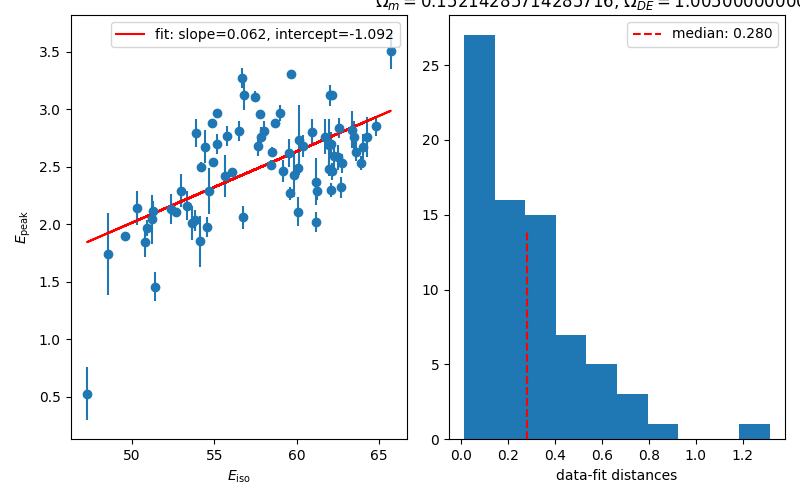 Ω_m = 0.15214285714285716, Ω_DE = 1.00500000000
fit: slope=0.062, intercept=-1.092
E_peak
3.5
3.0
2.5
2.0
1.5
1.0
0.5
50 55 60 65
E_iso
median: 0.280
25
20
15
10
5
0
0.0 0.2 0.4 0.6 0.8 1.0 1.2
data-fit distances